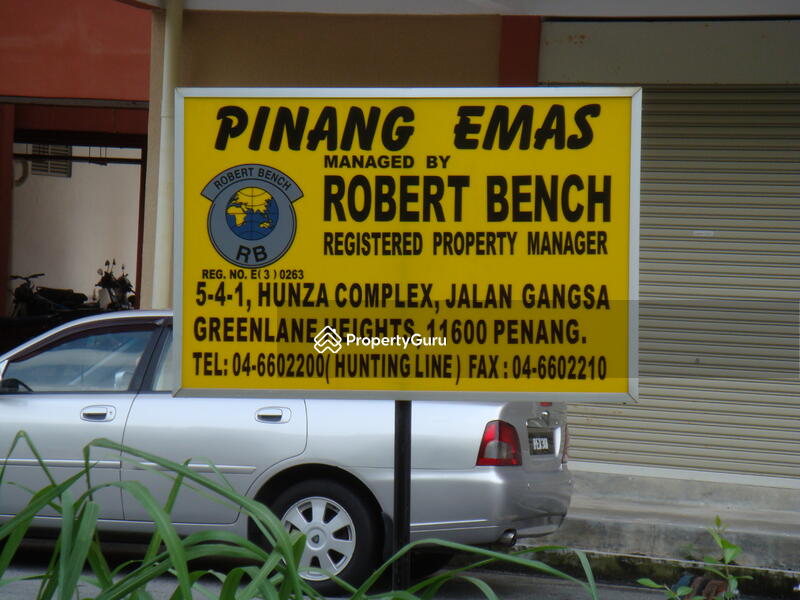 PINANG EMAS
MANAGED BY
ROBERT BENCH
REGISTERED PROPERTY MANAGER
ROBERT BENCH
RB
REG. NO. E(3) 0263
5-4-1, HUNZA COMPLEX, JALAN GANGSA
GREENLANE HEIGHTS, 11600 PENANG.
TEL: 04-6602200(HUNTING LINE) FAX : 04-6602210
PropertyGuru